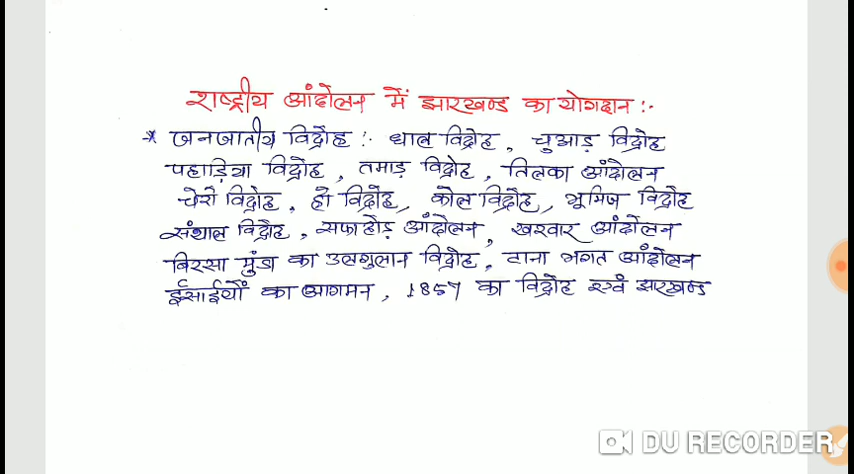 राष्ट्रीय आंदोलन में झारखण्ड का योगदान :-
* जनजातीय विद्रोह :- धाल विद्रोह , चुआड़ विद्रोह
पहाड़िया विद्रोह , तमाड़ विद्रोह , तिलका आंदोलन
चेरो विद्रोह , हो विद्रोह , कोल विद्रोह , भूमिज विद्रोह
संथाल विद्रोह , सफाहोड़ आंदोलन , खरवार आंदोलन
बिरसा मुंडा का उलगुलान विद्रोह , टाना भगत आंदोलन
ईसाईयों का आगमन , 1857 का विद्रोह एवं झारखण्ड
DU RECORDER